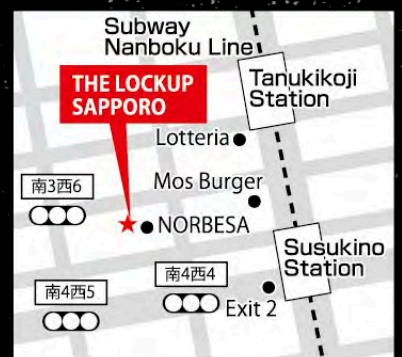 Subway
Nanboku Line
Tanukikoji
Station
THE LOCKUP
SAPPORO
Lotteria
Mos Burger
南3西6
NORBESA
Susukino
Station
南4西4
南4西5
Exit 2